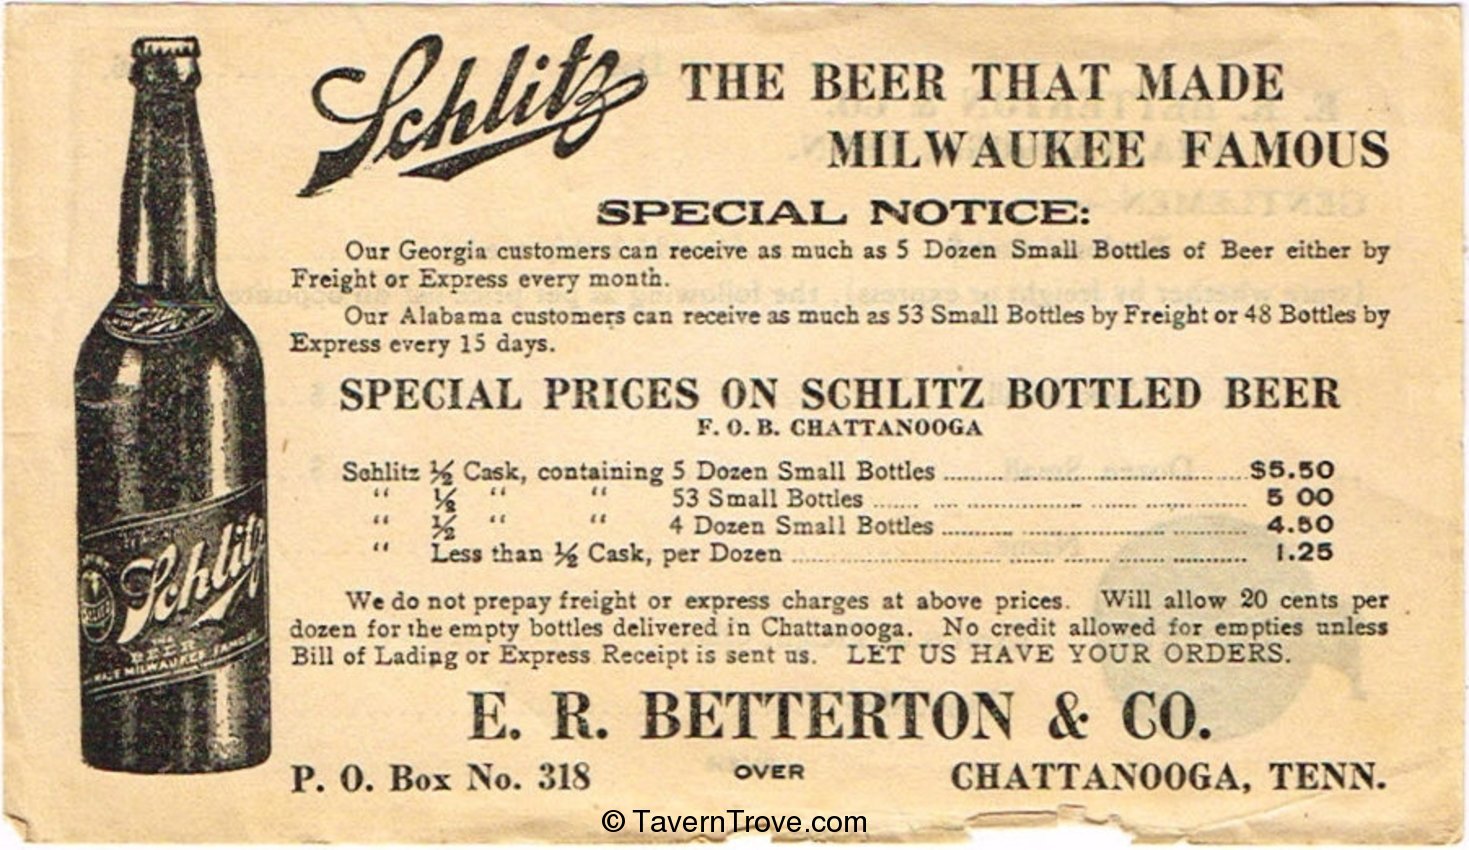 Schlitz THE BEER THAT MADE
MILWAUKEE FAMOUS
SPECIAL NOTICE:
Our Georgia customers can receive as much as 5 Dozen Small Bottles of Beer either by
Freight or Express every month.
Our Alabama customers can receive as much as 53 Small Bottles by Freight or 48 Bottles by
Express every 15 days.
SPECIAL PRICES ON SCHLITZ BOTTLED BEER
F. O. B. CHATTANOOGA
Schlitz ½ Cask, containing 5 Dozen Small Bottles ........ $5.50
“ ½ “ “ 53 Small Bottles ........ 5 00
“ ½ “ “ 4 Dozen Small Bottles ........ 4.50
“ Less than ½ Cask, per Dozen ........ 1.25
We do not prepay freight or express charges at above prices. Will allow 20 cents per
dozen for the empty bottles delivered in Chattanooga. No credit allowed for empties unless
Bill of Lading or Express Receipt is sent us. LET US HAVE YOUR ORDERS.
E. R. BETTERTON & CO.
P. O. Box No. 318 OVER CHATTANOOGA, TENN.
Schlitz
THE
BEER
MADE MILWAUKEE FAMOUS
© TavernTrove.com